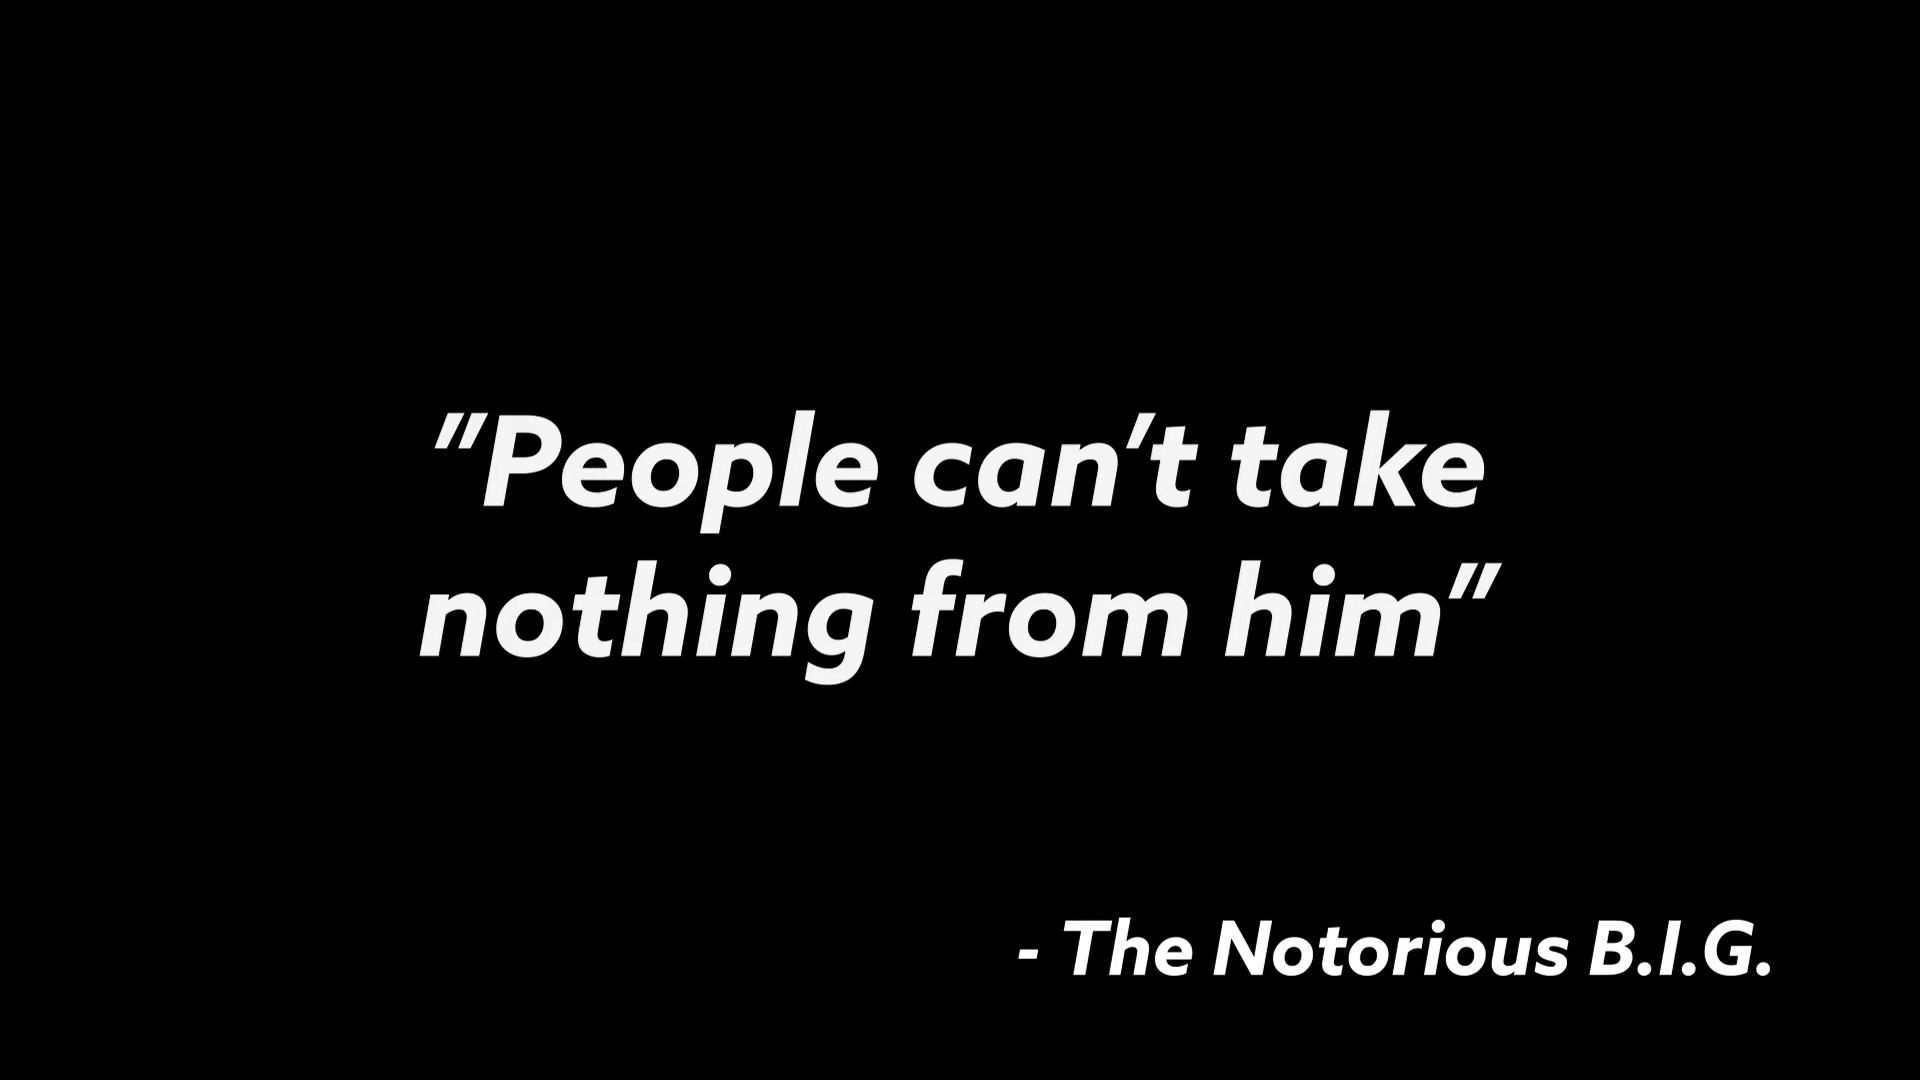 "People can't take
nothing from him"
- The Notorious B.I.G.